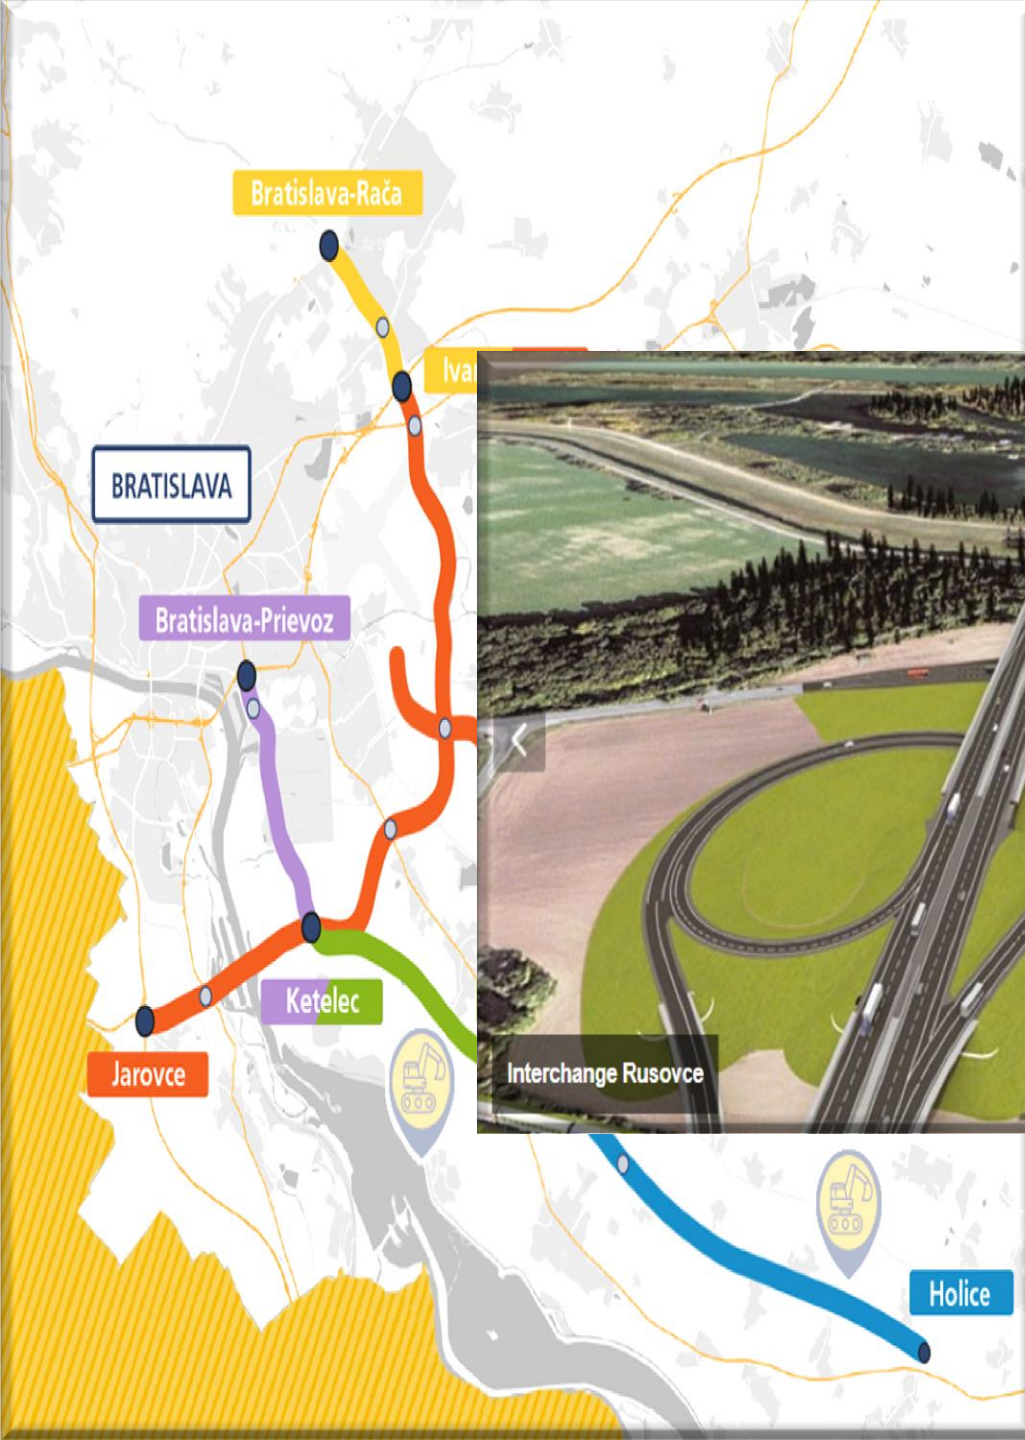 Bratislava-Rača
BRATISLAVA
Bratislava-Prievoz
Ketelec
Jarovce
Interchange Rusovce
Holice